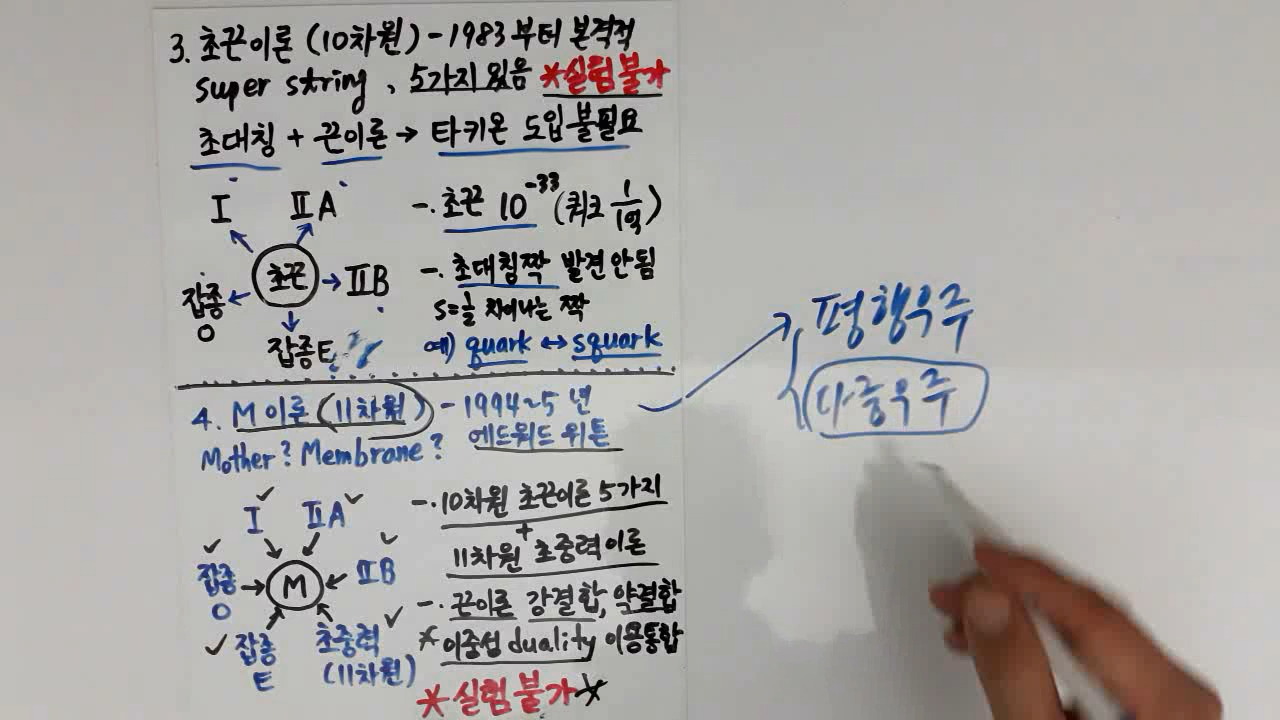 3. 초끈이론 (10차원) - 1983부터 본격적
super string, 5가지 있음 *실험불가
초대칭 + 끈이론 → 타키온 도입 불필요
I IIA
초끈 → IIB
잡종 O
잡종 E
-. 초끈 10^-33 (쿼크 1/1억)
-. 초대칭짝 발견 안됨
S=½ 차이나는 짝
예) quark ↔ squark
4. M이론 (11차원) - 1994~5년
에드워드 위튼
Mother? Membrane?
I IIA
잡종 O → M ← IIB
잡종 E
초중력 (11차원)
-. 10차원 초끈이론 5가지
+
11차원 초중력이론
-. 끈이론 강결합, 약결합
*이중성 duality 이용통합
*실험불가*
평행우주
다중우주